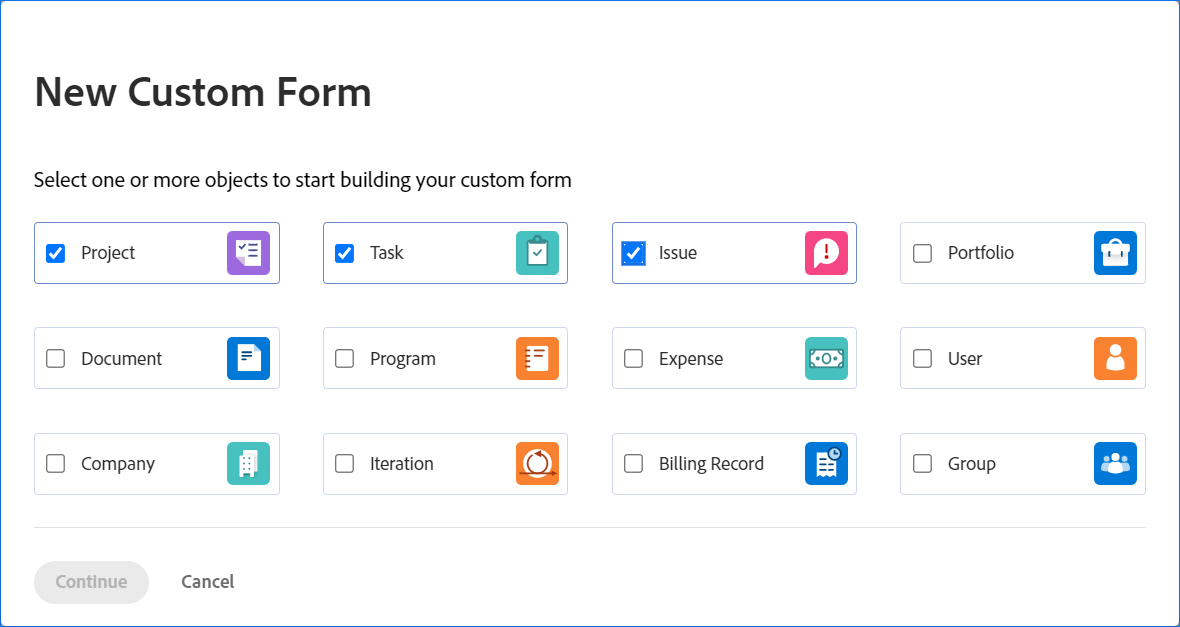 New Custom Form
Select one or more objects to start building your custom form
Project Task Issue Portfolio
Document Program Expense User
Company Iteration Billing Record Group
Continue Cancel